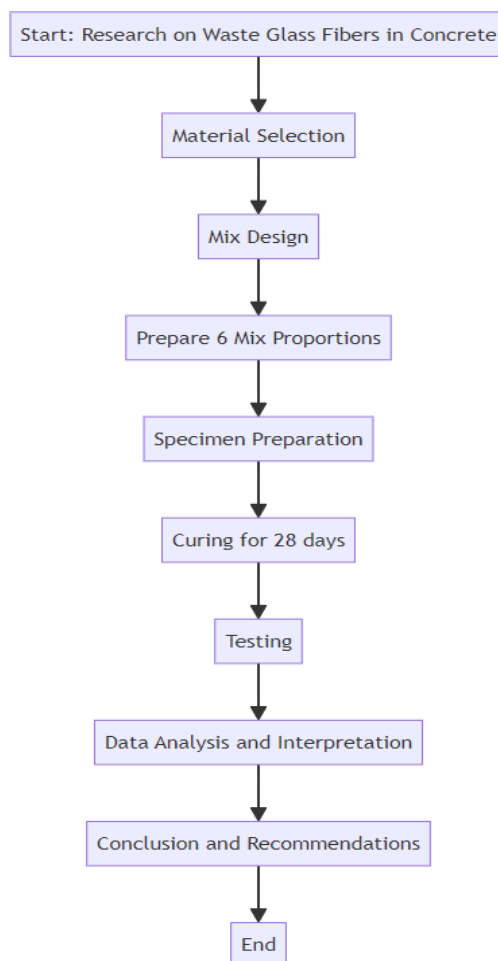 Start: Research on Waste Glass Fibers in Concrete
Material Selection
Mix Design
Prepare 6 Mix Proportions
Specimen Preparation
Curing for 28 days
Testing
Data Analysis and Interpretation
Conclusion and Recommendations
End